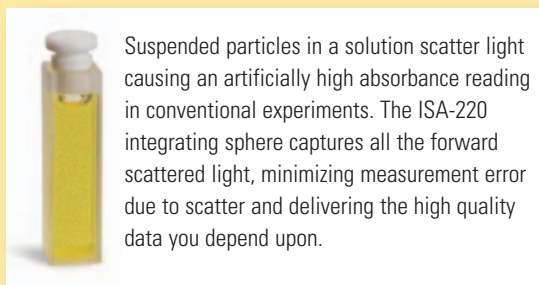 Suspended particles in a solution scatter light
causing an artificially high absorbance reading
in conventional experiments. The ISA-220
integrating sphere captures all the forward
scattered light, minimizing measurement error
due to scatter and delivering the high quality
data you depend upon.